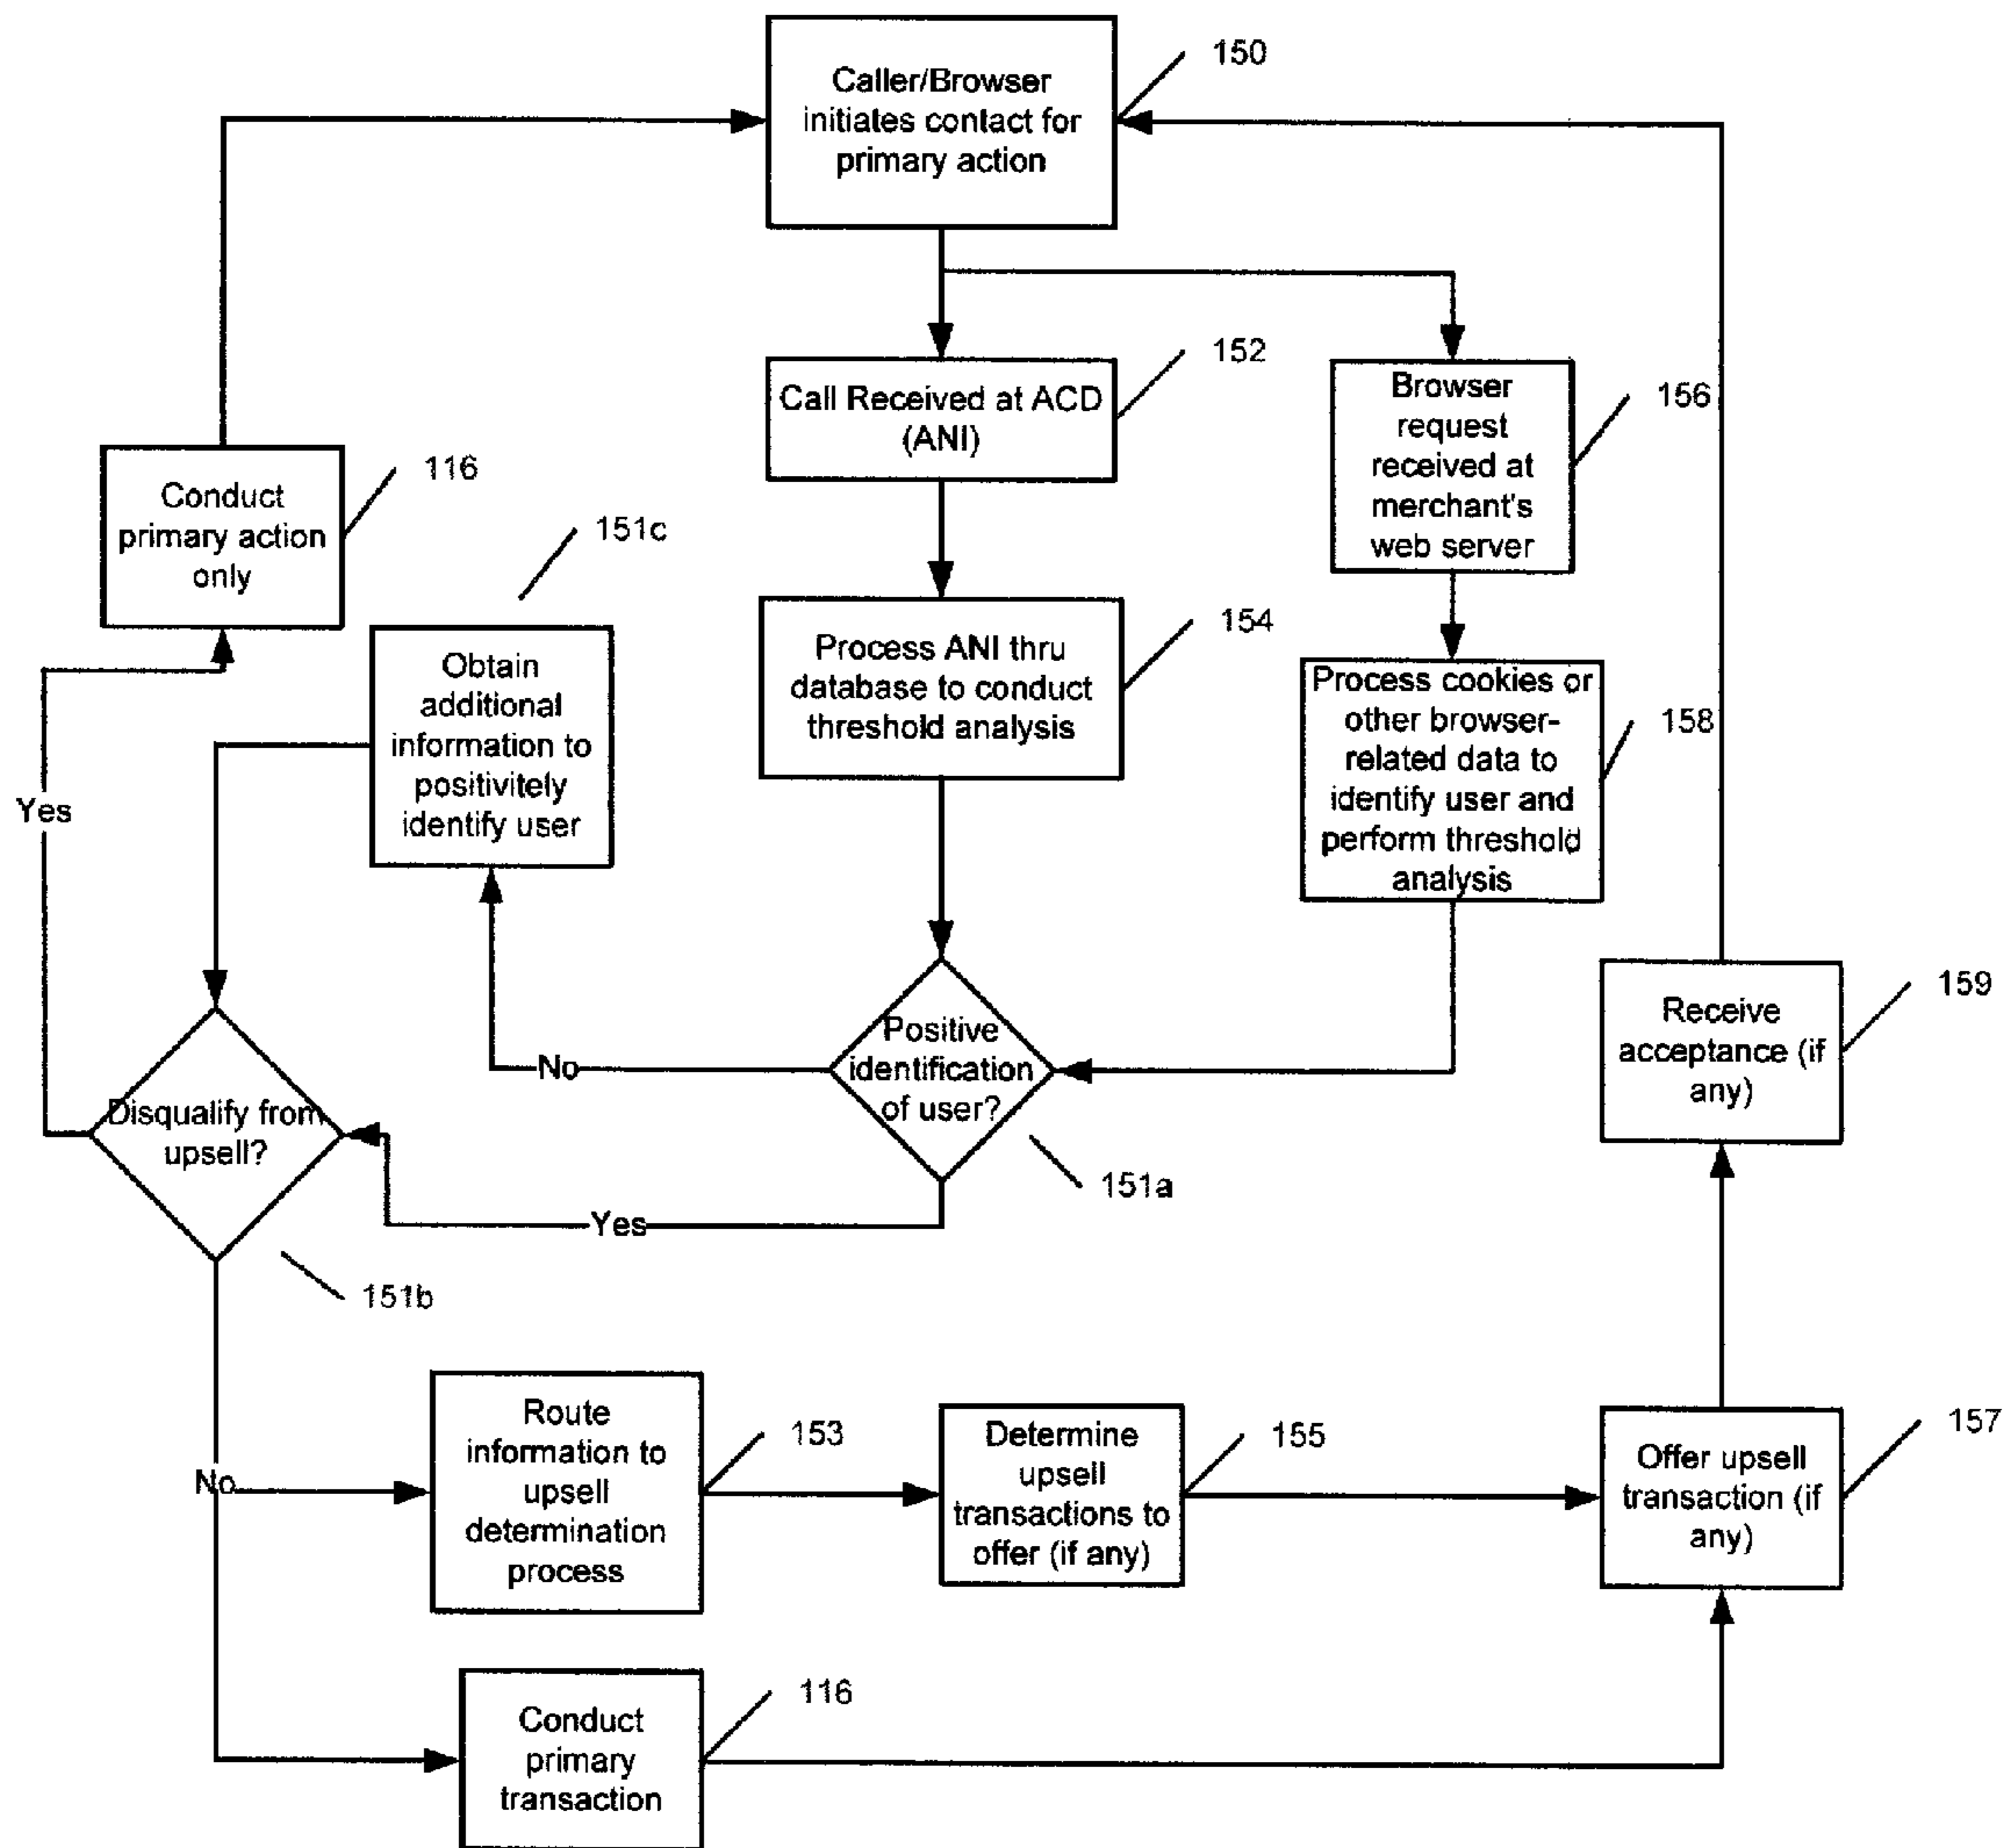 Caller/Browser
initiates contact for
primary action
150
Call Received at ACD
(ANI)
152
Browser
request
received at
merchant's
web server
156
Conduct
primary action
only
116
151c
Obtain
additional
information to
positivitely
identify user
Process ANI thru
database to conduct
threshold analysis
154
Process cookies or
other browser-
related data to
identify user and
perform threshold
analysis
158
Yes
Positive
identification
of user?
151a
No
Yes
Disqualify from
upsell?
151b
Receive
acceptance (if
any)
159
No
Route
information to
upsell
determination
process
153
Determine
upsell
transactions to
offer (if any)
155
Offer upsell
transaction (if
any)
157
Conduct
primary
transaction
116